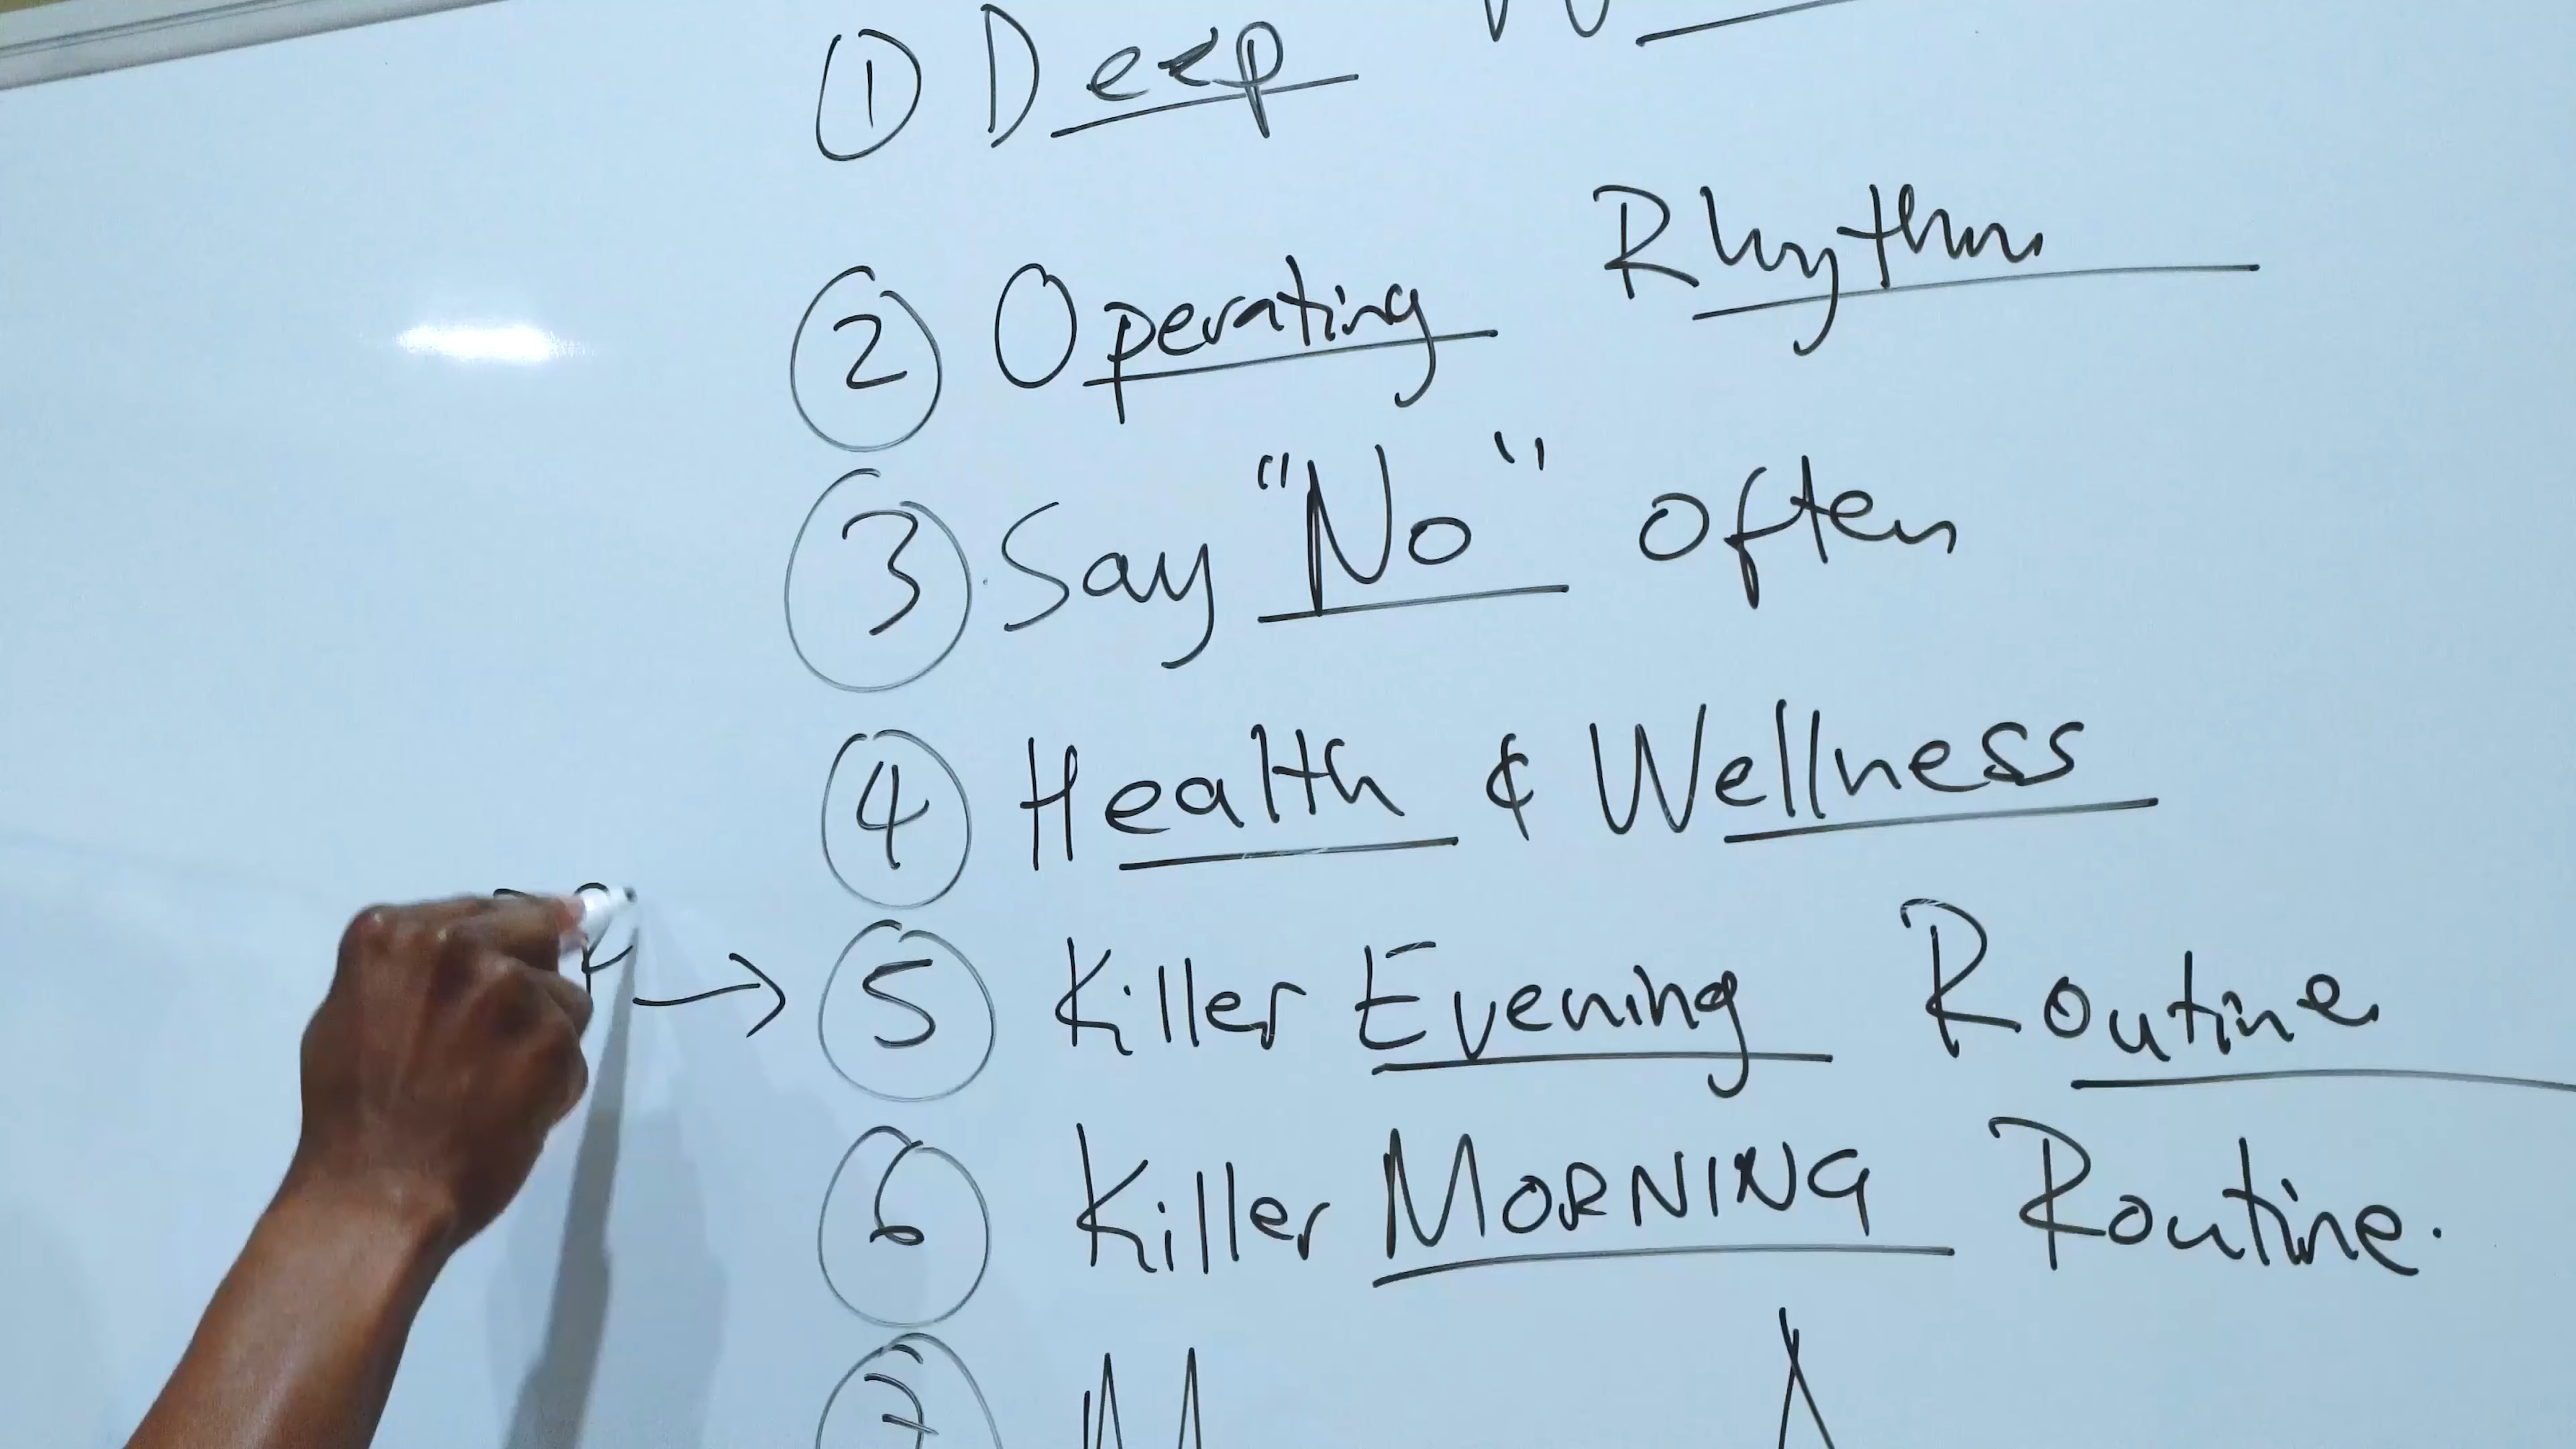 ① Deep
② Operating Rhythm
③ Say "No" often
④ Health & Wellness
→ ⑤ Killer Evening Routine
⑥ Killer MORNING Routine.
⑦